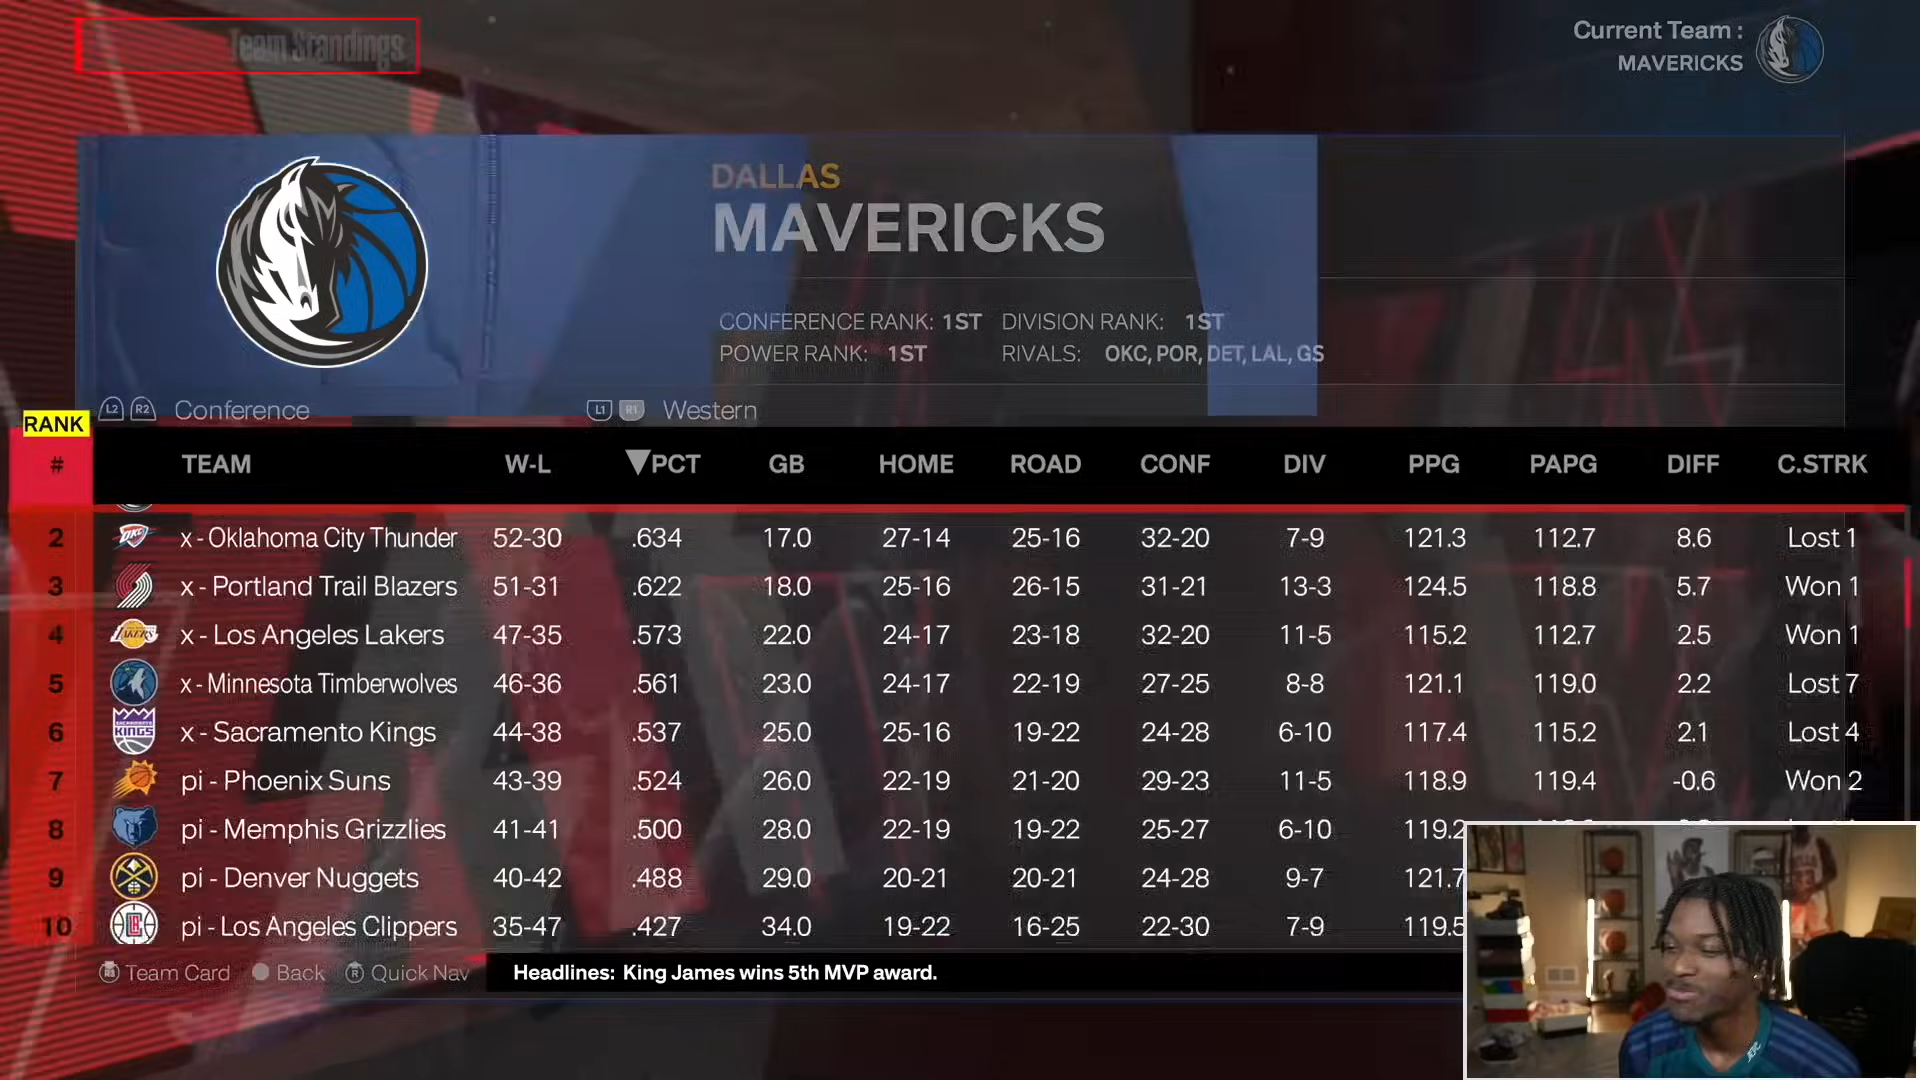 Team Standings
Current Team :
MAVERICKS
DALLAS
MAVERICKS
CONFERENCE RANK: 1ST DIVISION RANK: 1ST
POWER RANK: 1ST RIVALS: OKC, POR, DET, LAL, GS
L2 R2 Conference L1 R1 Western
RANK
# TEAM W-L PCT GB HOME ROAD CONF DIV PPG PAPG DIFF C.STRK
2 x - Oklahoma City Thunder 52-30 .634 17.0 27-14 25-16 32-20 7-9 121.3 112.7 8.6 Lost 1
3 x - Portland Trail Blazers 51-31 .622 18.0 25-16 26-15 31-21 13-3 124.5 118.8 5.7 Won 1
4 x - Los Angeles Lakers 47-35 .573 22.0 24-17 23-18 32-20 11-5 115.2 112.7 2.5 Won 1
5 x - Minnesota Timberwolves 46-36 .561 23.0 24-17 22-19 27-25 8-8 121.1 119.0 2.2 Lost 7
6 x - Sacramento Kings 44-38 .537 25.0 25-16 19-22 24-28 6-10 117.4 115.2 2.1 Lost 4
7 pi - Phoenix Suns 43-39 .524 26.0 22-19 21-20 29-23 11-5 118.9 119.4 -0.6 Won 2
8 pi - Memphis Grizzlies 41-41 .500 28.0 22-19 19-22 25-27 6-10 119.2
9 pi - Denver Nuggets 40-42 .488 29.0 20-21 20-21 24-28 9-7 121.7
10 pi - Los Angeles Clippers 35-47 .427 34.0 19-22 16-25 22-30 7-9 119.5
Team Card Back R Quick Nav Headlines: King James wins 5th MVP award.